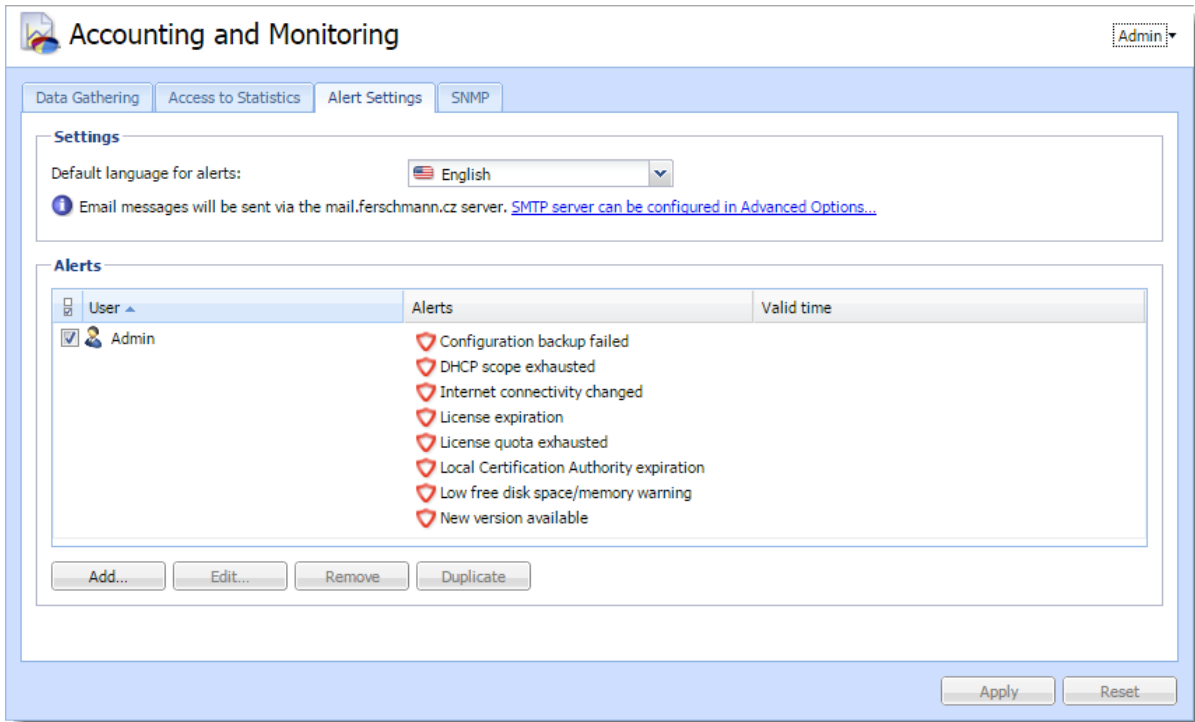 Accounting and Monitoring
Admin
Data Gathering
Access to Statistics
Alert Settings
SNMP
Settings
Default language for alerts:
English
Email messages will be sent via the mail.ferschmann.cz server. SMTP server can be configured in Advanced Options...
Alerts
User
Alerts
Valid time
Admin
Configuration backup failed
DHCP scope exhausted
Internet connectivity changed
License expiration
License quota exhausted
Local Certification Authority expiration
Low free disk space/memory warning
New version available
Add...
Edit...
Remove
Duplicate
Apply
Reset